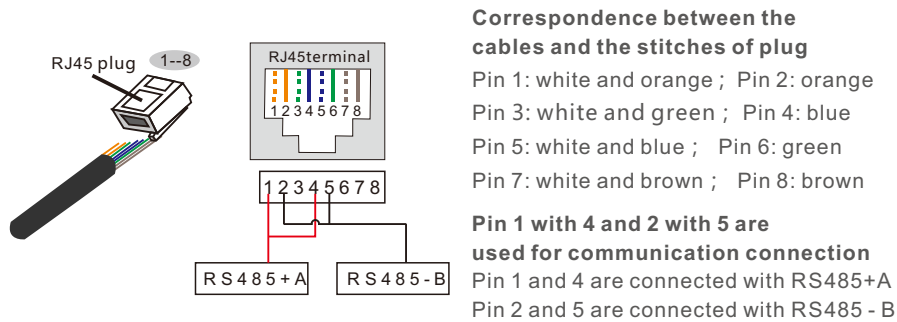 RJ45 plug
1--8
RJ45terminal
12345678
12345678
RS485+A
RS485-B
Correspondence between the
cables and the stitches of plug
Pin 1: white and orange ; Pin 2: orange
Pin 3: white and green ; Pin 4: blue
Pin 5: white and blue ; Pin 6: green
Pin 7: white and brown ; Pin 8: brown
Pin 1 with 4 and 2 with 5 are
used for communication connection
Pin 1 and 4 are connected with RS485+A
Pin 2 and 5 are connected with RS485 - B